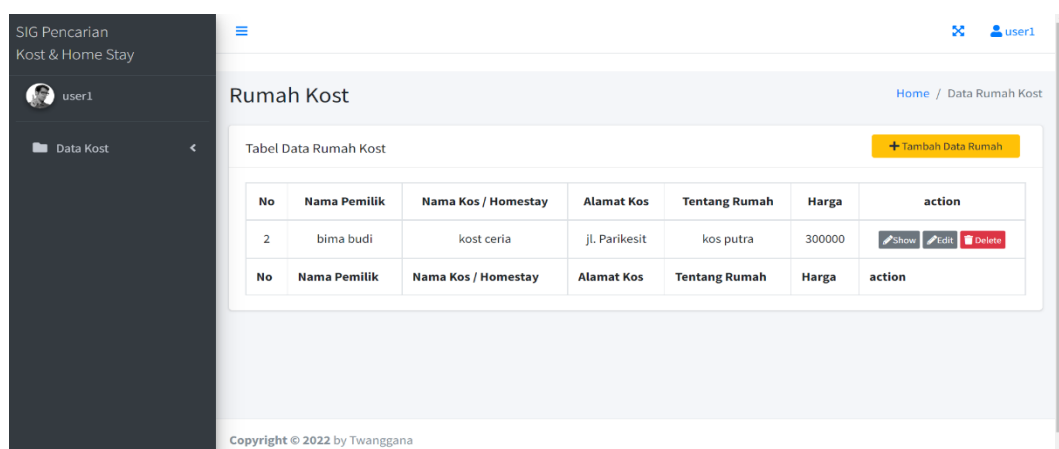 SIG Pencarian
Kost & Home Stay
user1
user1
Data Kost
Rumah Kost
Home / Data Rumah Kost
Tabel Data Rumah Kost
Tambah Data Rumah
No Nama Pemilik Nama Kos / Homestay Alamat Kos Tentang Rumah Harga action
2 bima budi kost ceria jl. Parikesit kos putra 300000 Show Edit Delete
No Nama Pemilik Nama Kos / Homestay Alamat Kos Tentang Rumah Harga action
Copyright © 2022 by Twanggana